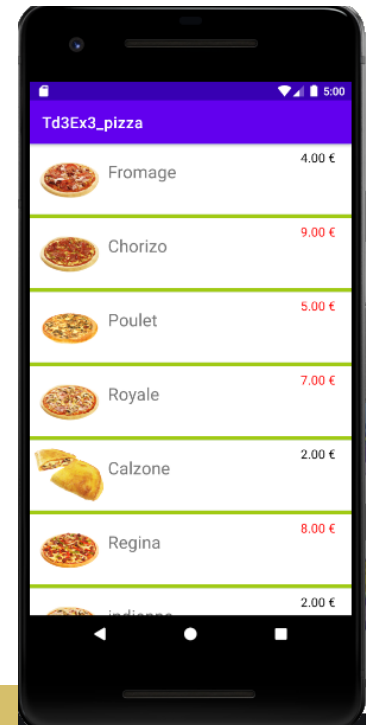 5:00
Td3Ex3_pizza
4.00 €
Fromage
9.00 €
Chorizo
5.00 €
Poulet
7.00 €
Royale
2.00 €
Calzone
8.00 €
Regina
2.00 €